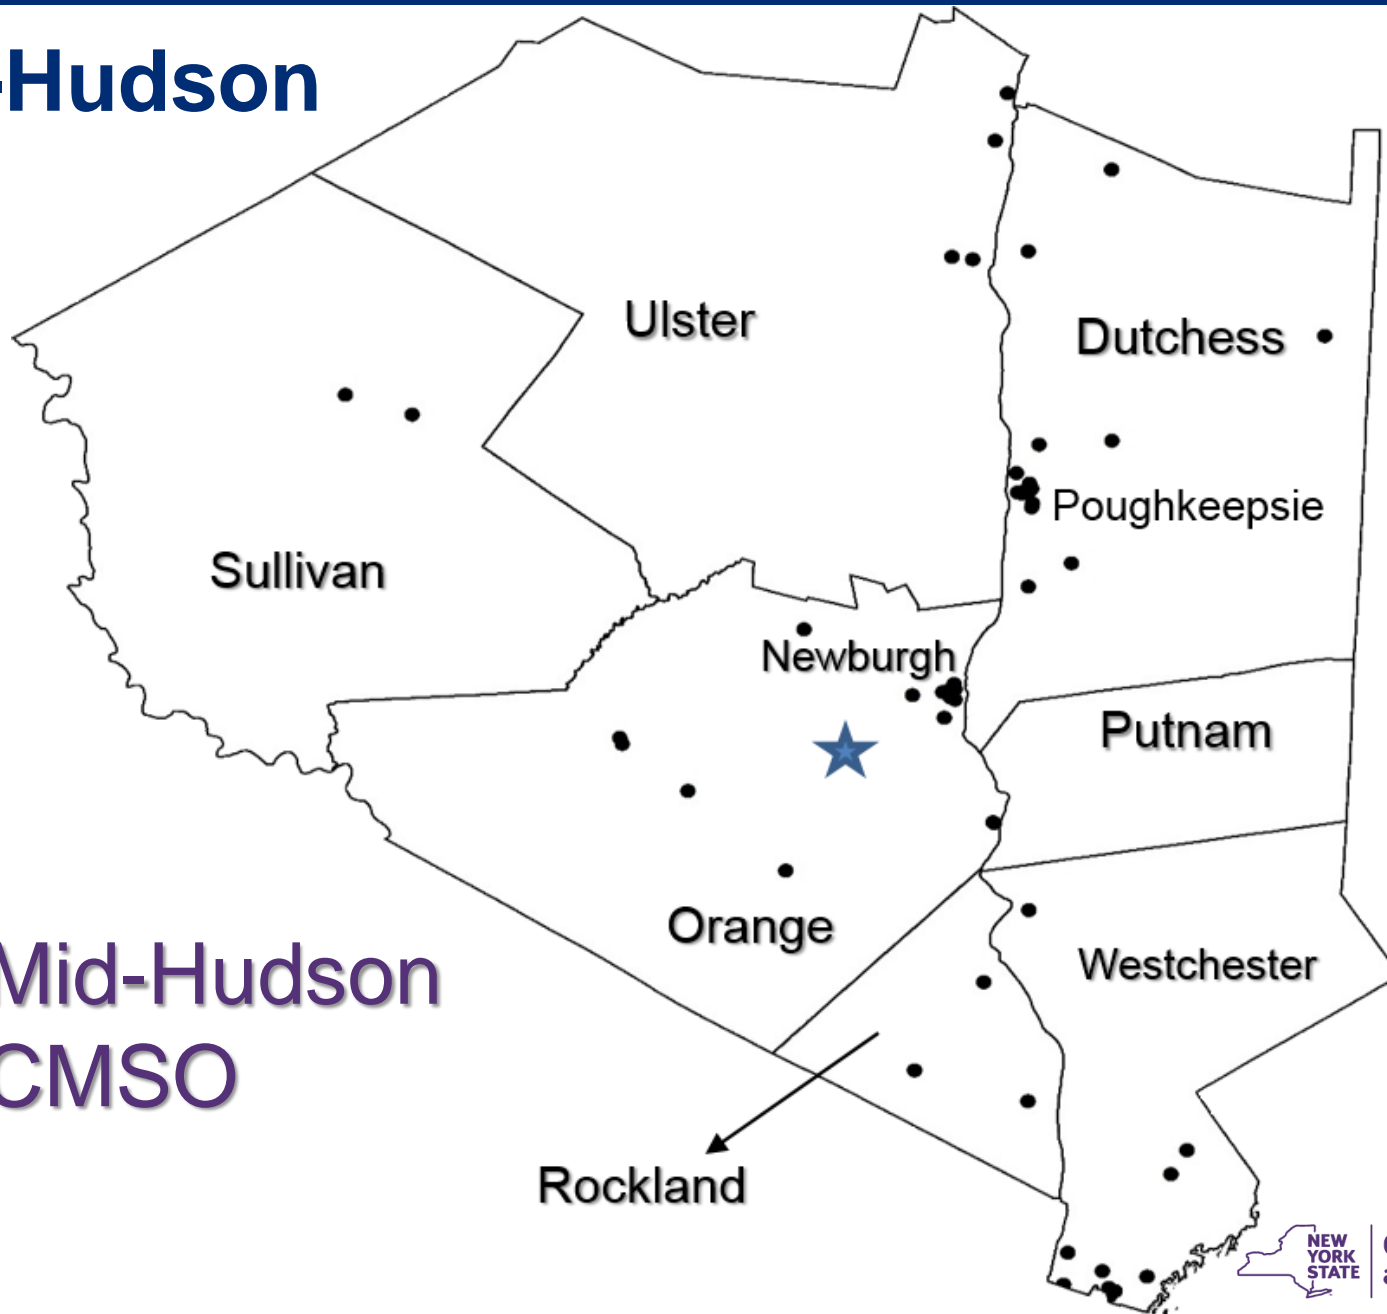 -Hudson
Ulster
Dutchess
Poughkeepsie
Sullivan
Newburgh
Putnam
Orange
Mid-Hudson
CMSO
Westchester
Rockland
NEW
YORK
STATE